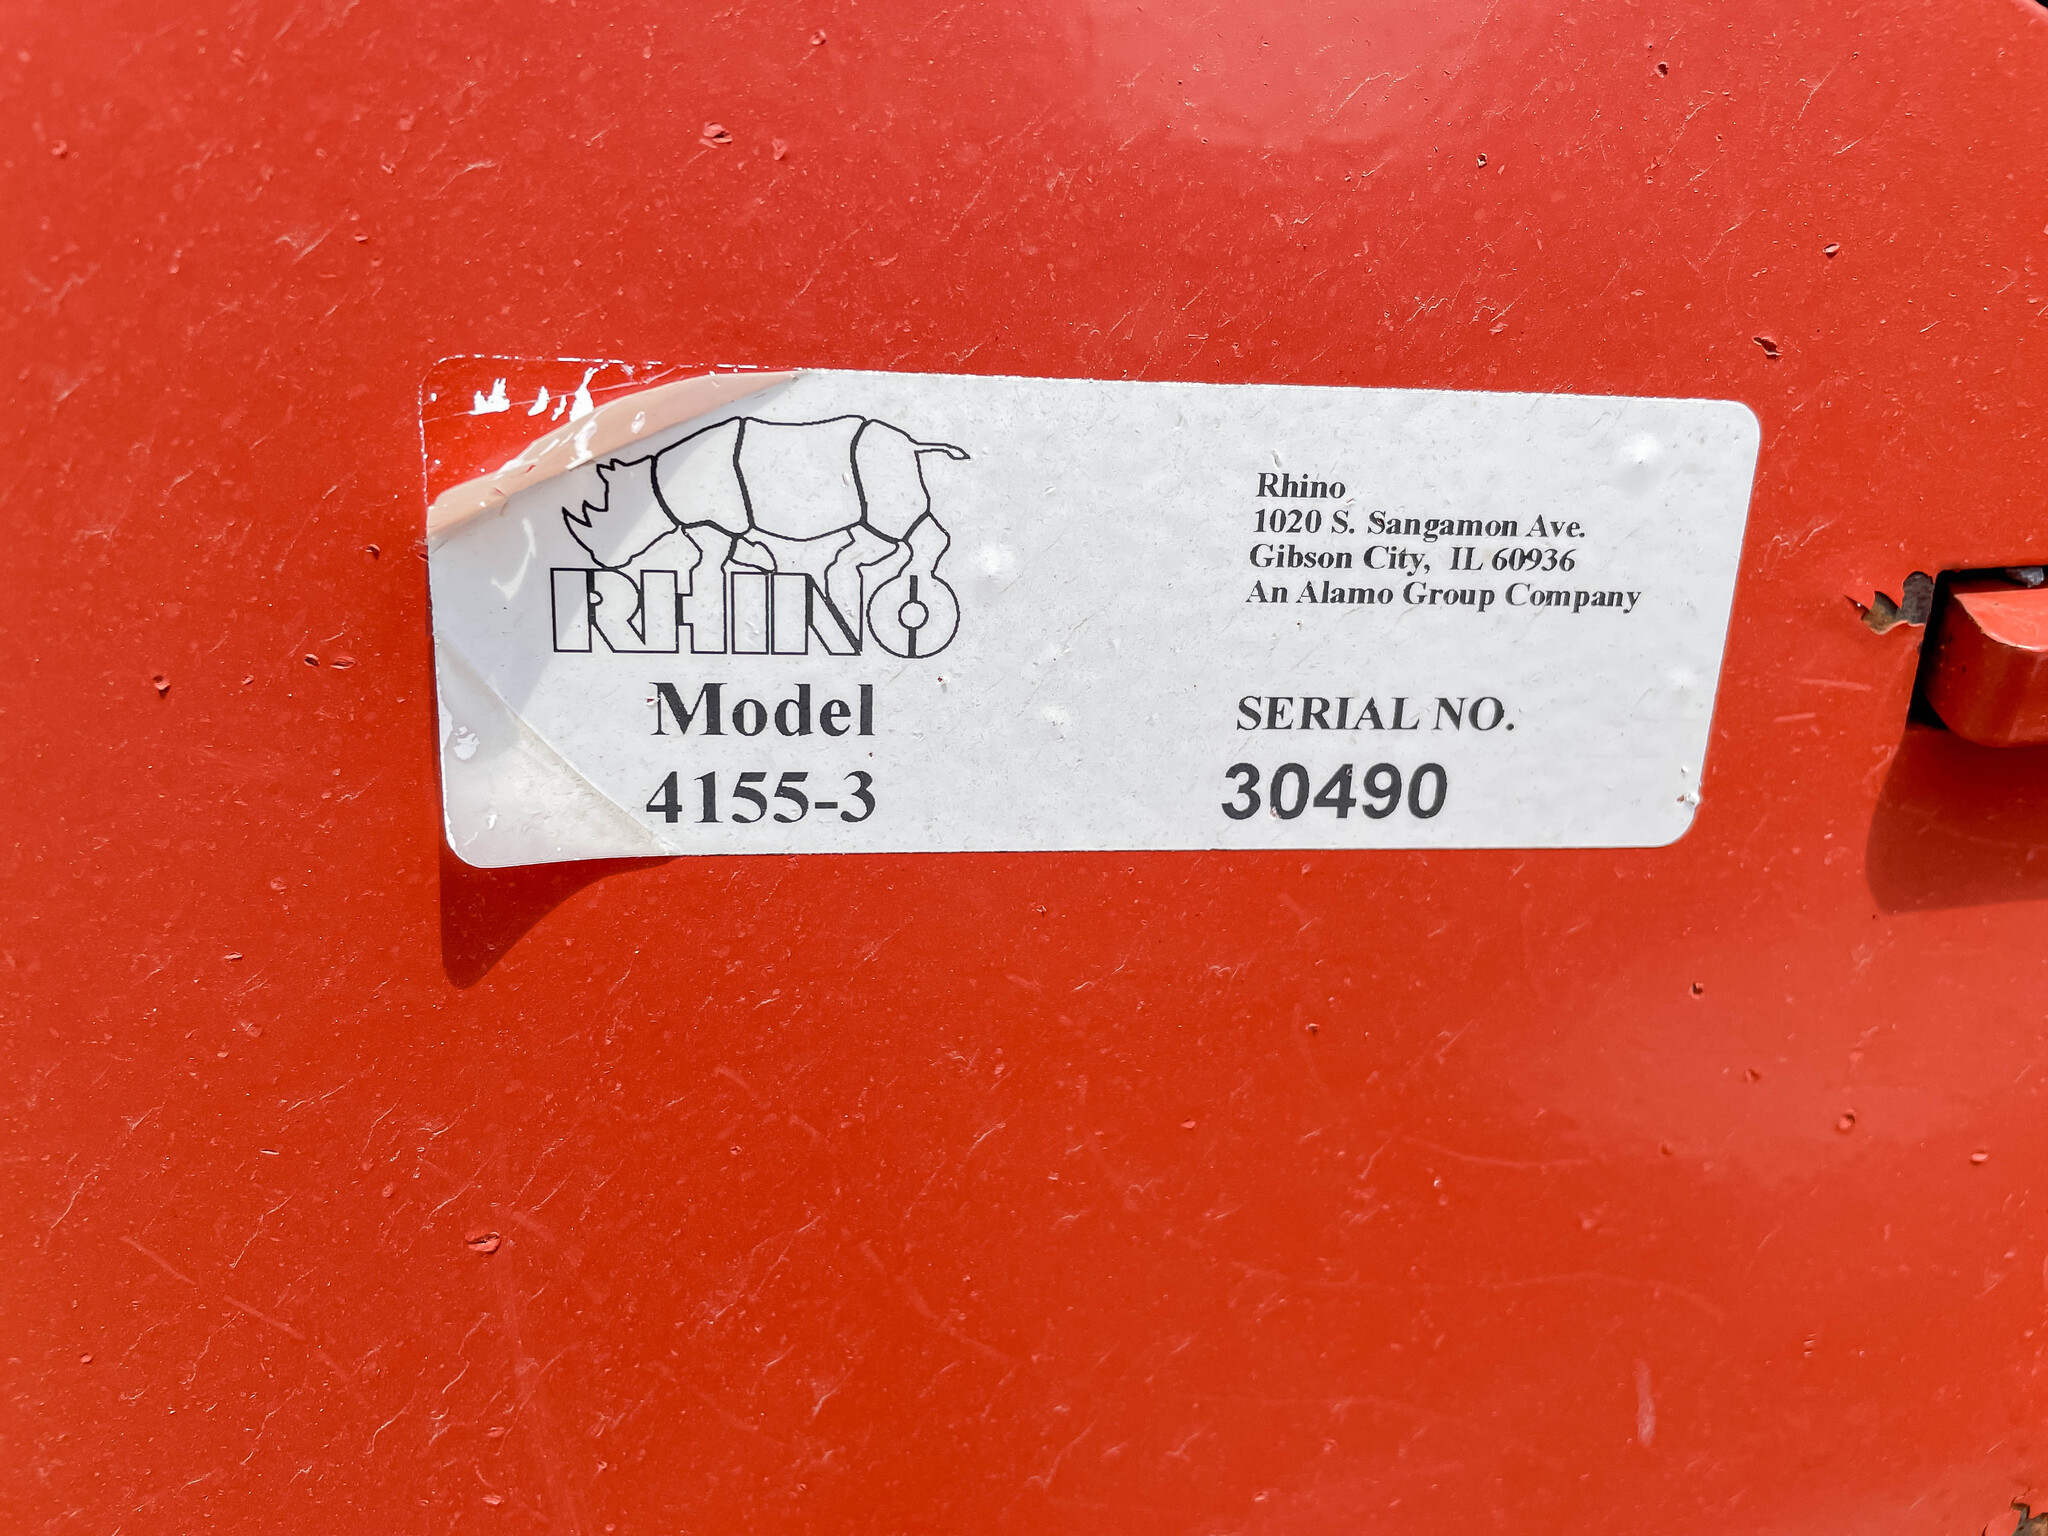 RHINO
Model
4155-3
Rhino
1020 S. Sangamon Ave.
Gibson City, IL 60936
An Alamo Group Company
SERIAL NO.
30490